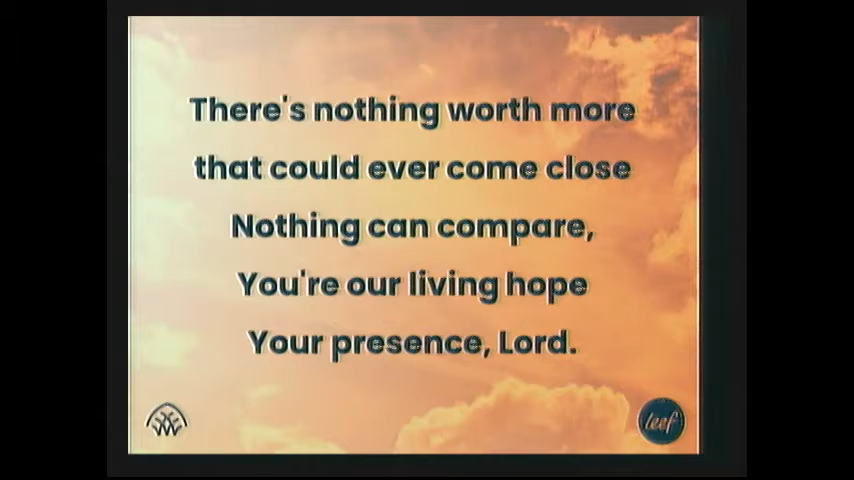 There's nothing worth more
that could ever come close
Nothing can compare,
You're our living hope
Your presence, Lord.
leef